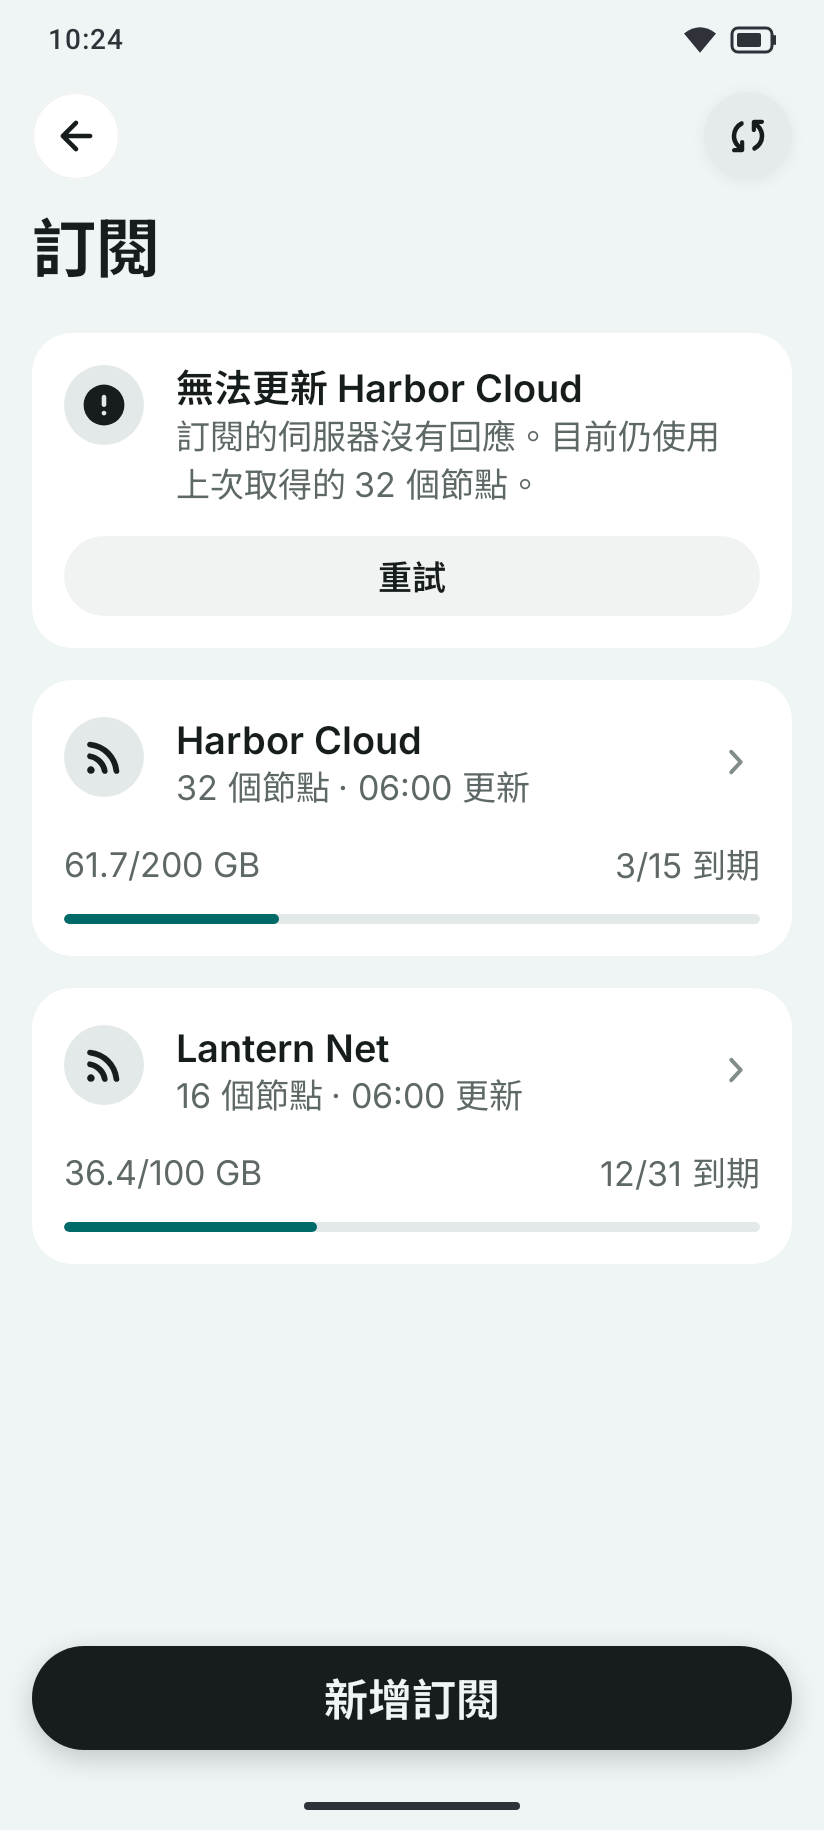 10:24
訂閱
無法更新 Harbor Cloud
訂閱的伺服器沒有回應。目前仍使用
上次取得的 32 個節點。
重試
Harbor Cloud
32 個節點 · 06:00 更新
61.7/200 GB
3/15 到期
Lantern Net
16 個節點 · 06:00 更新
36.4/100 GB
12/31 到期
新增訂閱